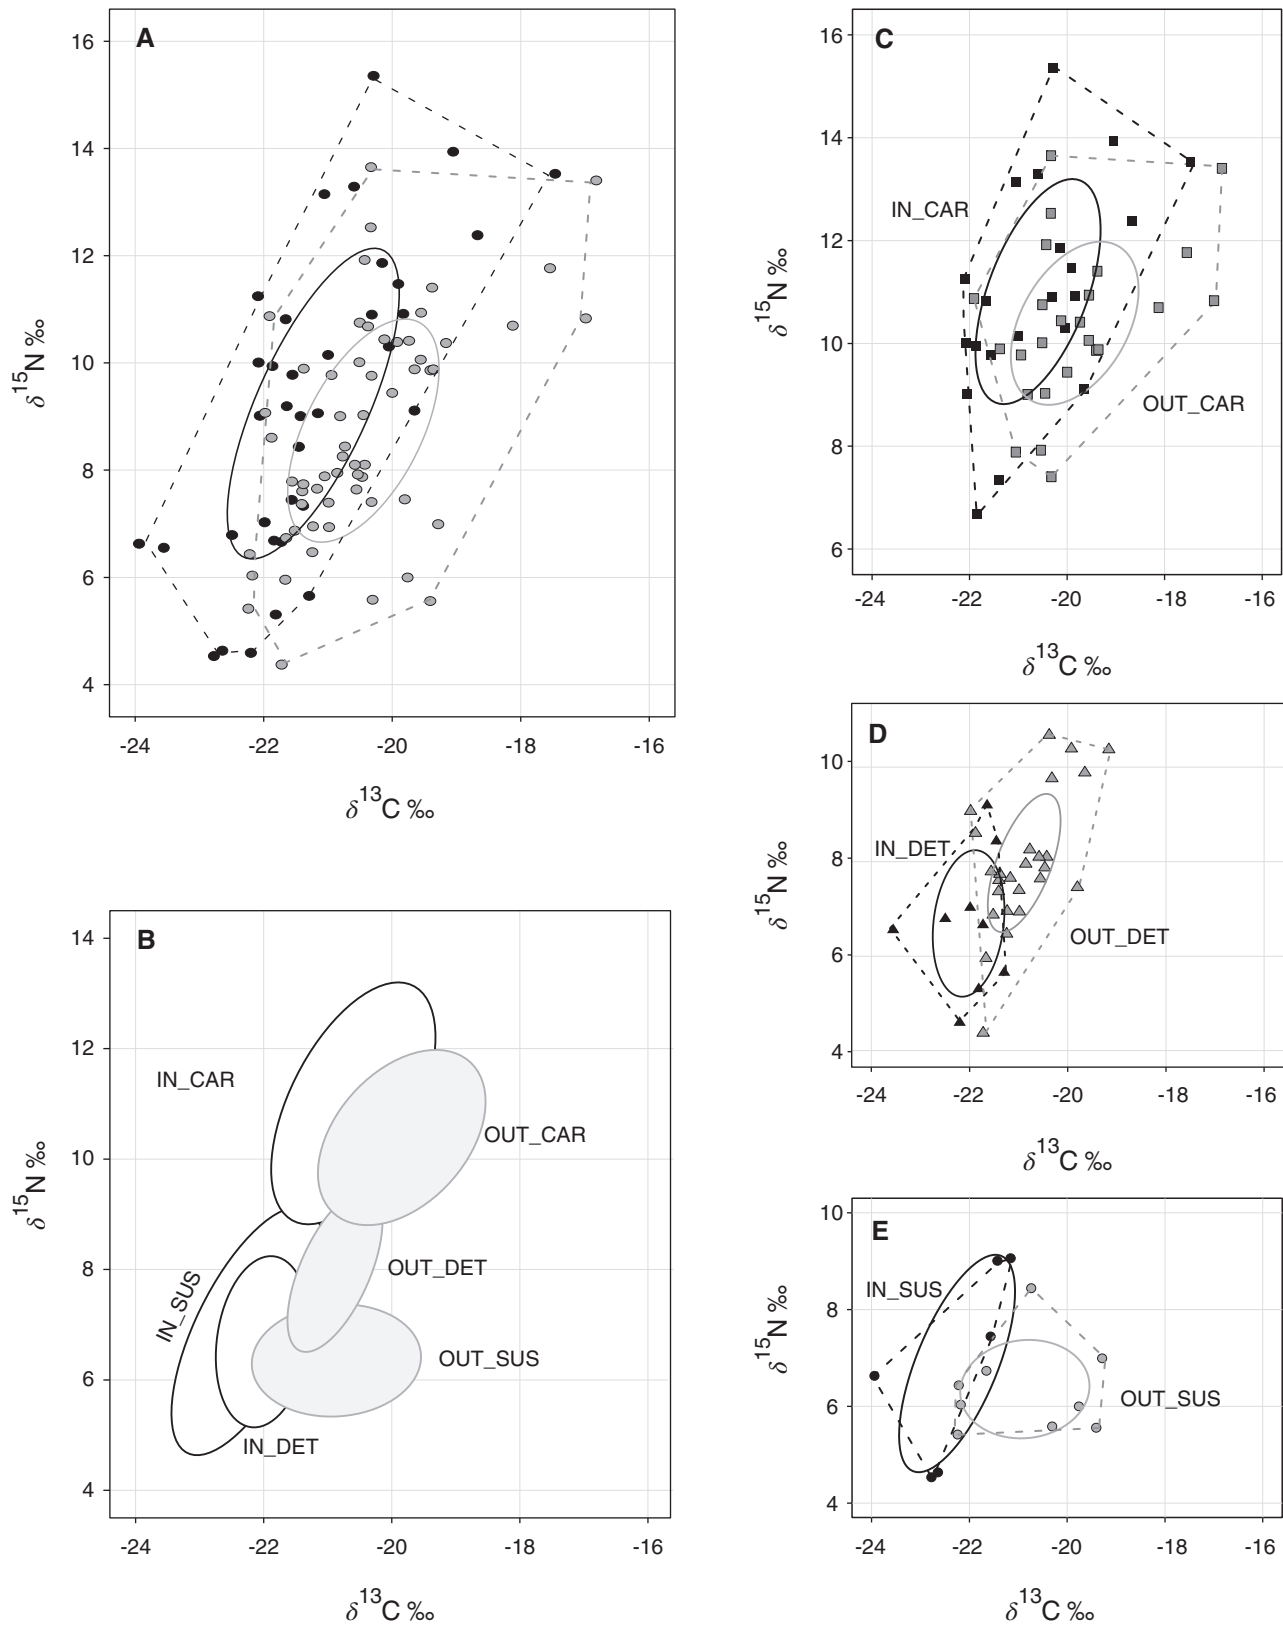 A
16
14
12
10
8
6
4
δ15N ‰
-24 -22 -20 -18 -16
δ13C ‰
B
14
12
10
8
6
4
δ15N ‰
IN_CAR
OUT_CAR
OUT_DET
IN_SUS
OUT_SUS
IN_DET
-24 -22 -20 -18 -16
δ13C ‰
C
16
14
12
10
8
6
δ15N ‰
IN_CAR
OUT_CAR
-24 -22 -20 -18 -16
δ13C ‰
D
10
8
6
4
δ15N ‰
IN_DET
OUT_DET
-24 -22 -20 -18 -16
δ13C ‰
E
10
8
6
4
δ15N ‰
IN_SUS
OUT_SUS
-24 -22 -20 -18 -16
δ13C ‰